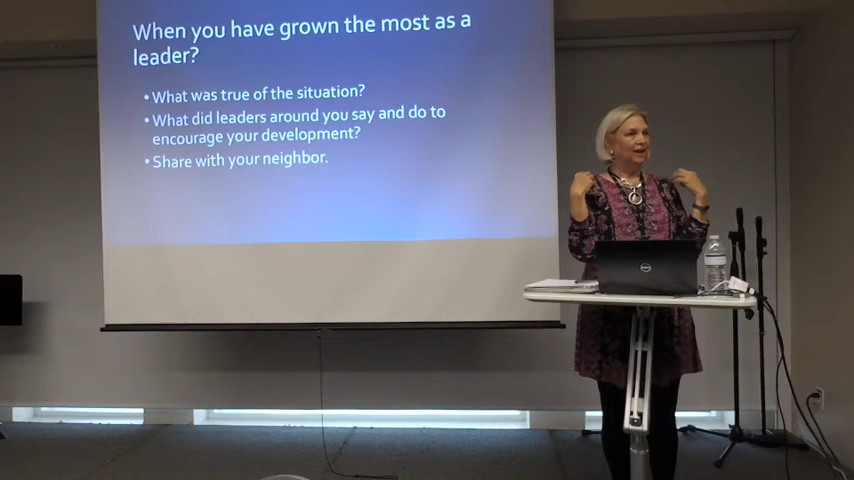 When you have grown the most as a
leader?
• What was true of the situation?
• What did leaders around you say and do to
encourage your development?
• Share with your neighbor.
DELL